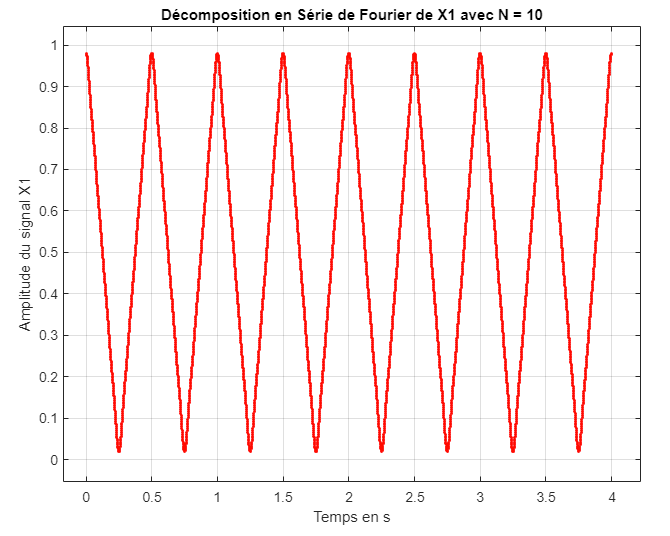 Décomposition en Série de Fourier de X1 avec N = 10
1
0.9
0.8
0.7
0.6
0.5
0.4
0.3
0.2
0.1
0
Amplitude du signal X1
0 0.5 1 1.5 2 2.5 3 3.5 4
Temps en s